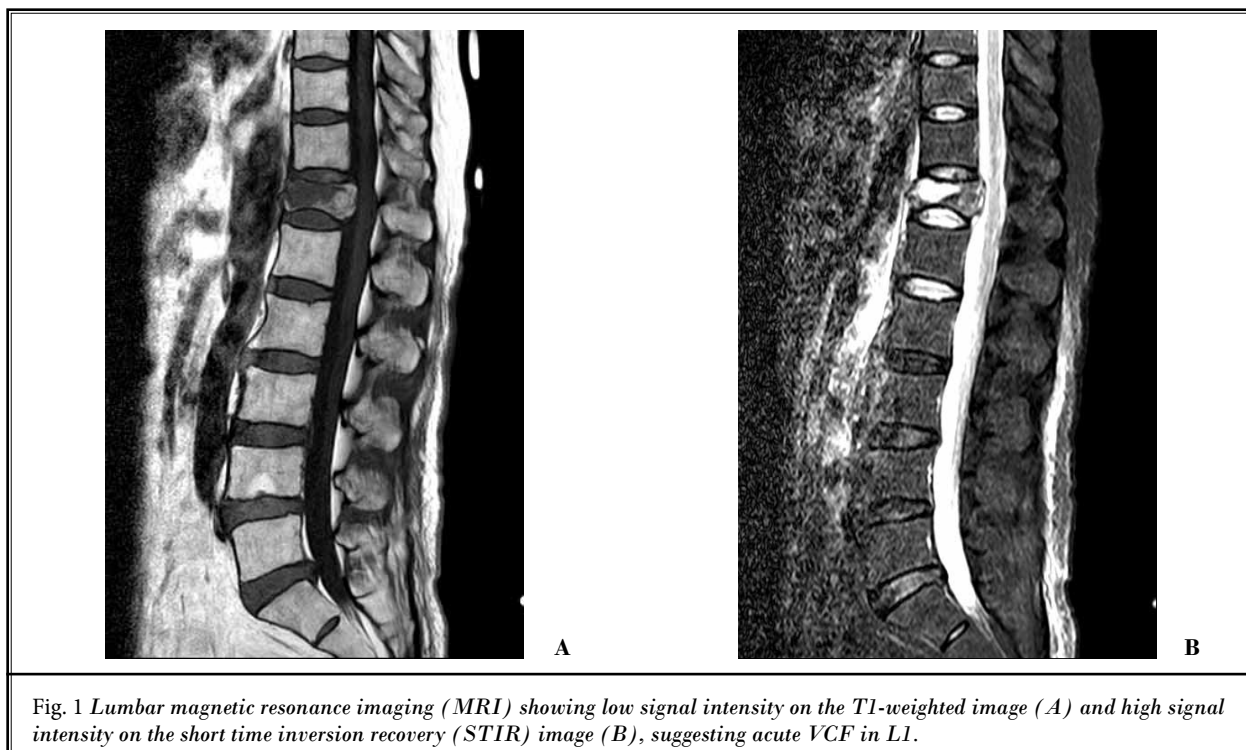 A
B
Fig. 1 Lumbar magnetic resonance imaging (MRI) showing low signal intensity on the T1-weighted image (A) and high signal
intensity on the short time inversion recovery (STIR) image (B), suggesting acute VCF in L1.